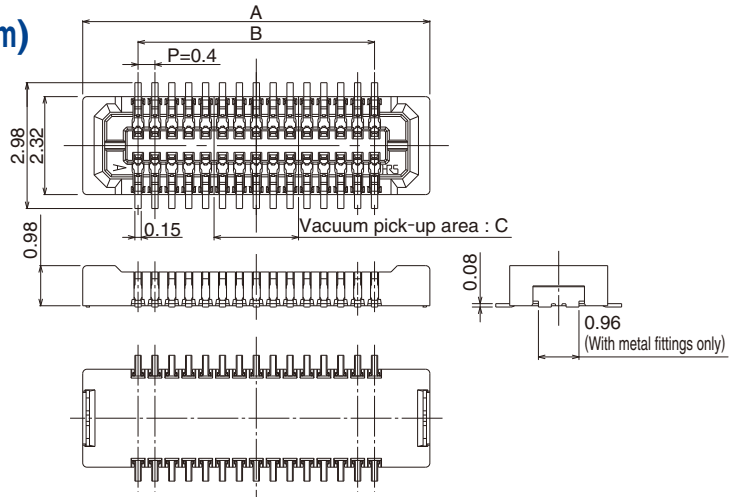 m)
A
B
P=0.4
2.98
2.32
A
HRS
0.15
Vacuum pick-up area : C
0.98
0.08
0.96
(With metal fittings only)